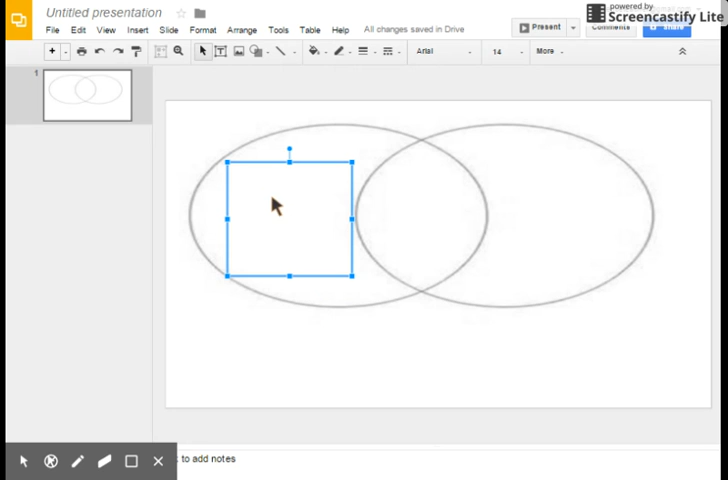 Untitled presentation
powered by
Screencastify Lite
File Edit View Insert Slide Format Arrange Tools Table Help All changes saved in Drive
Present Comments Share
Arial 14 More
1
to add notes